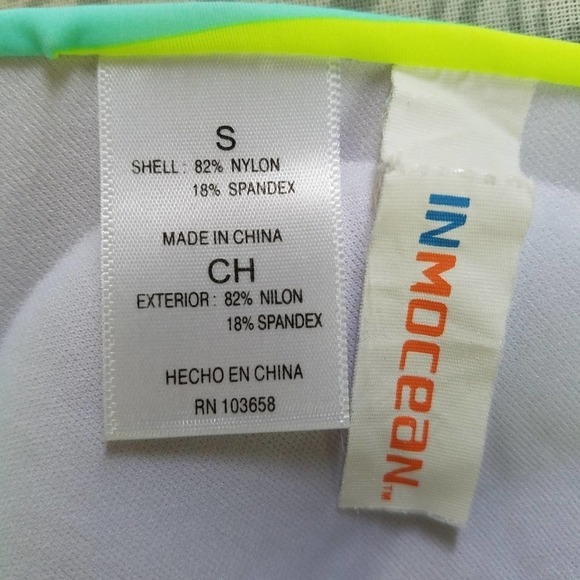 S
SHELL: 82% NYLON
18% SPANDEX
MADE IN CHINA
CH
EXTERIOR: 82% NILON
18% SPANDEX
HECHO EN CHINA
RN 103658
INMOCEAN™